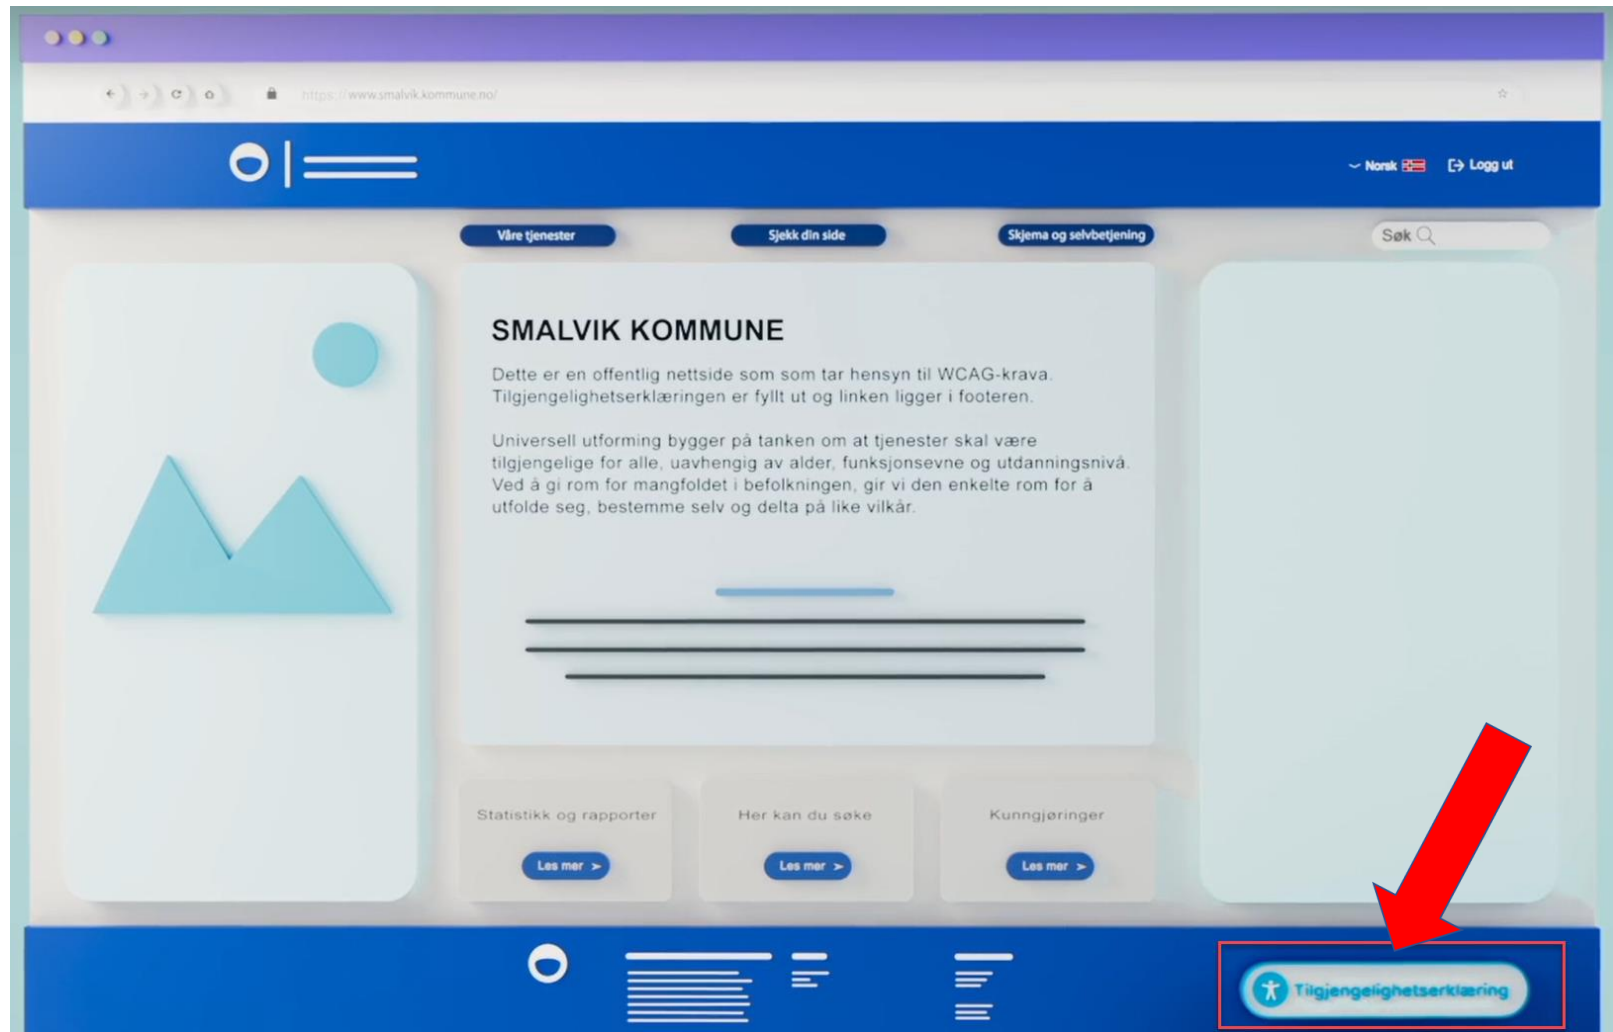 https://www.smalvik.kommune.no/
Norsk
Logg ut
Våre tjenester
Sjekk din side
Skjema og selvbetjening
Søk
SMALVIK KOMMUNE
Dette er en offentlig nettside som som tar hensyn til WCAG-krava.
Tilgjengelighetserklæringen er fyllt ut og linken ligger i footeren.
Universell utforming bygger på tanken om at tjenester skal være
tilgjengelige for alle, uavhengig av alder, funksjonsevne og utdanningsnivå.
Ved å gi rom for mangfoldet i befolkningen, gir vi den enkelte rom for å
utfolde seg, bestemme selv og delta på like vilkår.
Statistikk og rapporter
Her kan du søke
Kunngjøringer
Les mer
Les mer
Les mer
Tilgjengelighetserklæring